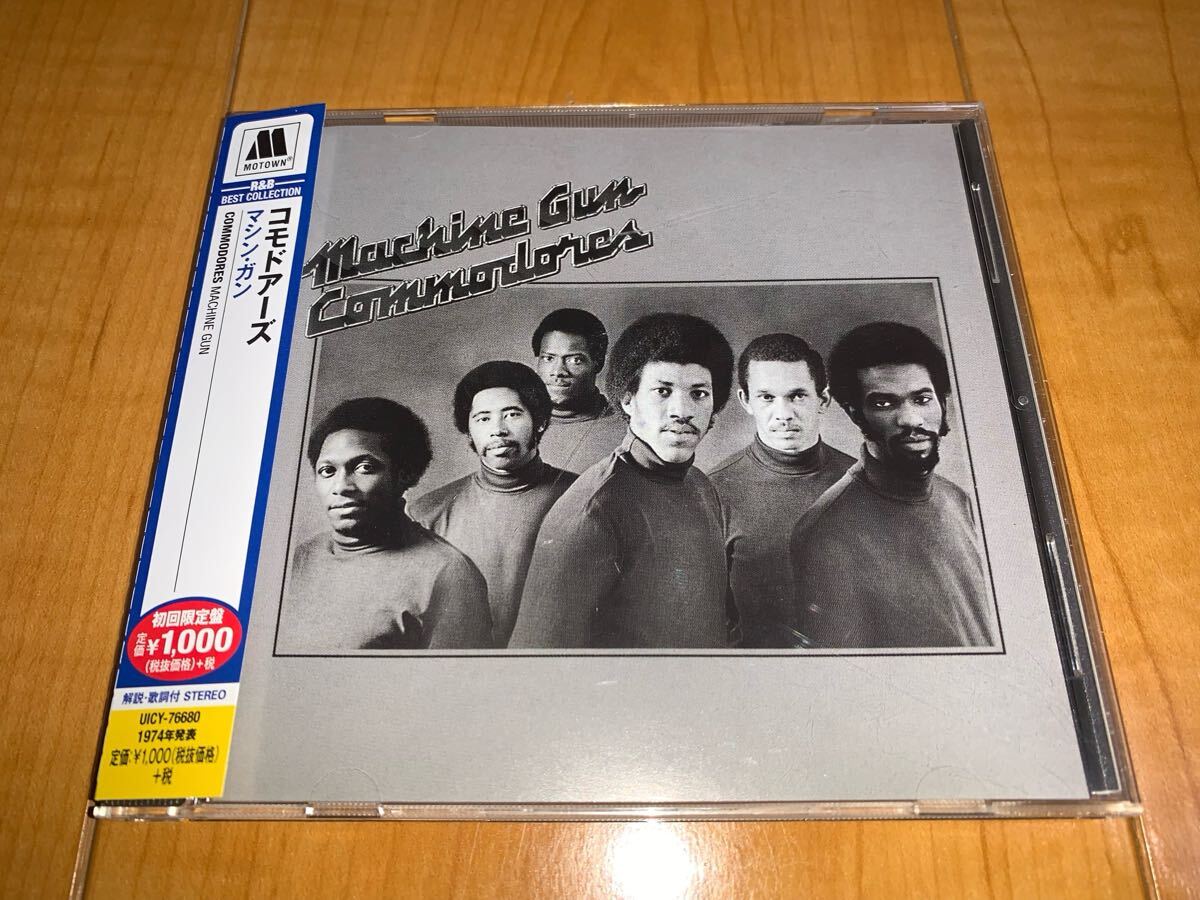 MOTOWN®
R&B
BEST COLLECTION
コモドアーズ
マシン・ガン
COMMODORES MACHINE GUN
初回限定盤
定価¥1,000
(税抜価格)+税
解説・歌詞付 STEREO
UICY-76680
1974年発表
定価:¥1,000(税抜価格)
+税
Machine Gun
Commodores